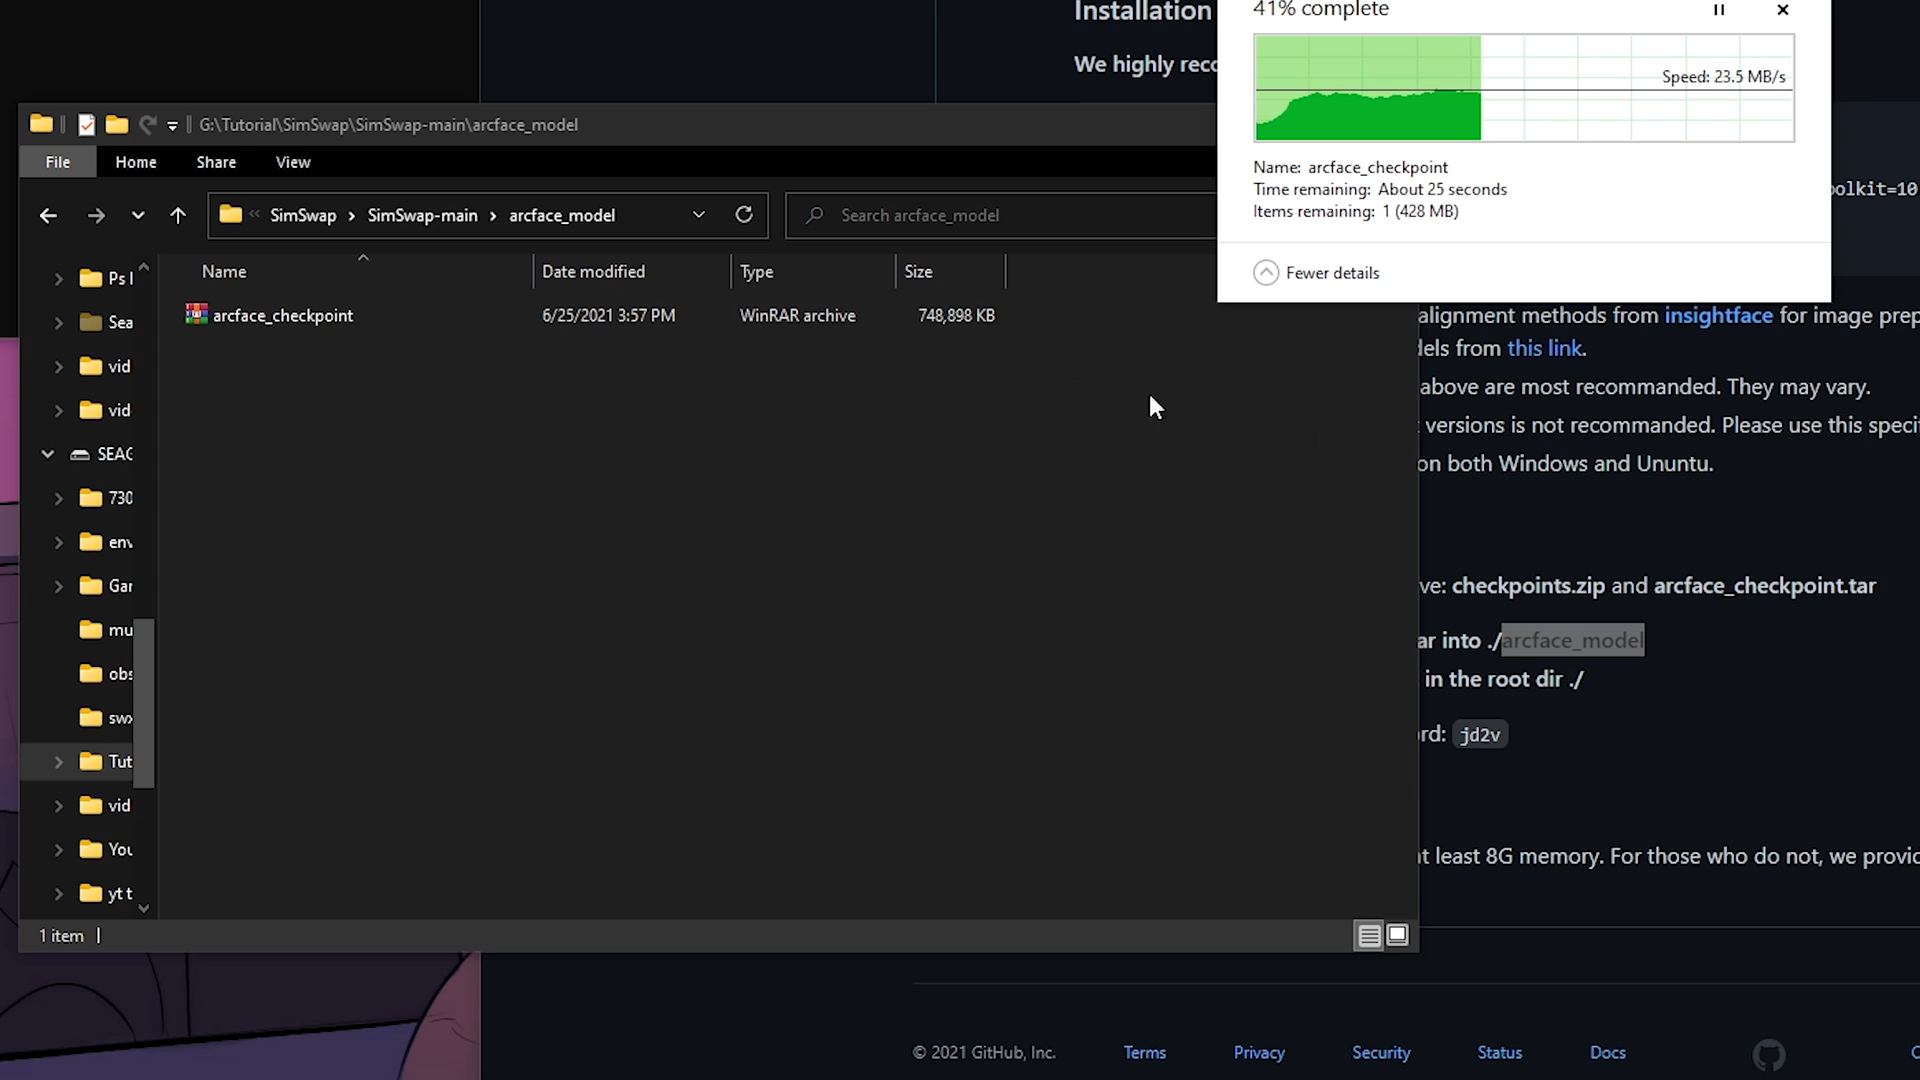 Installation
We highly reco
41% complete
Speed: 23.5 MB/s
Name: arcface_checkpoint
Time remaining: About 25 seconds
Items remaining: 1 (428 MB)
Fewer details
G:\Tutorial\SimSwap\SimSwap-main\arcface_model
File Home Share View
« SimSwap › SimSwap-main › arcface_model
Search arcface_model
Name Date modified Type Size
arcface_checkpoint 6/25/2021 3:57 PM WinRAR archive 748,898 KB
Ps
Sea
vid
vid
SEAG
730
env
Gar
mu
obs
swx
Tut
vid
You
yt t
1 item
oolkit=10
alignment methods from insightface for image prep
dels from this link.
above are most recommanded. They may vary.
versions is not recommanded. Please use this speci
on both Windows and Ununtu.
ve: checkpoints.zip and arcface_checkpoint.tar
ar into ./arcface_model
in the root dir ./
rd: jd2v
at least 8G memory. For those who do not, we provid
© 2021 GitHub, Inc. Terms Privacy Security Status Docs